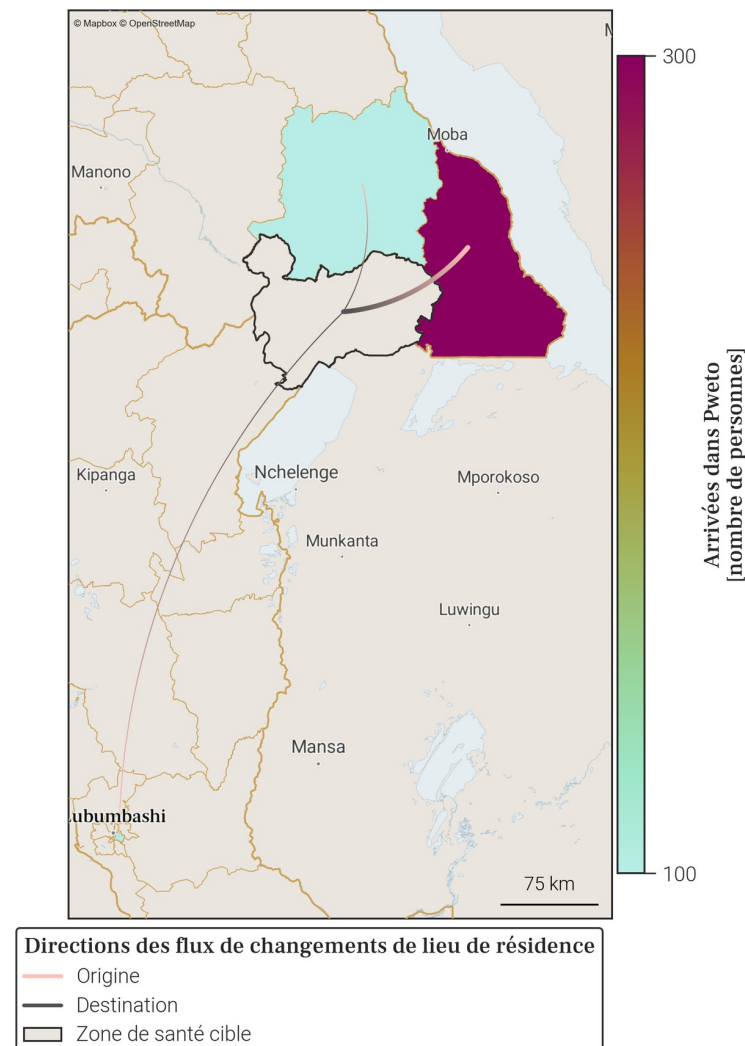 © Mapbox © OpenStreetMap
M
Moba
Manono
Kipanga
Nchelenge
Mporokoso
Munkanta
Luwingu
Mansa
ubumbashi
75 km
300
100
Arrivées dans Pweto
[nombre de personnes]
Directions des flux de changements de lieu de résidence
Origine
Destination
Zone de santé cible